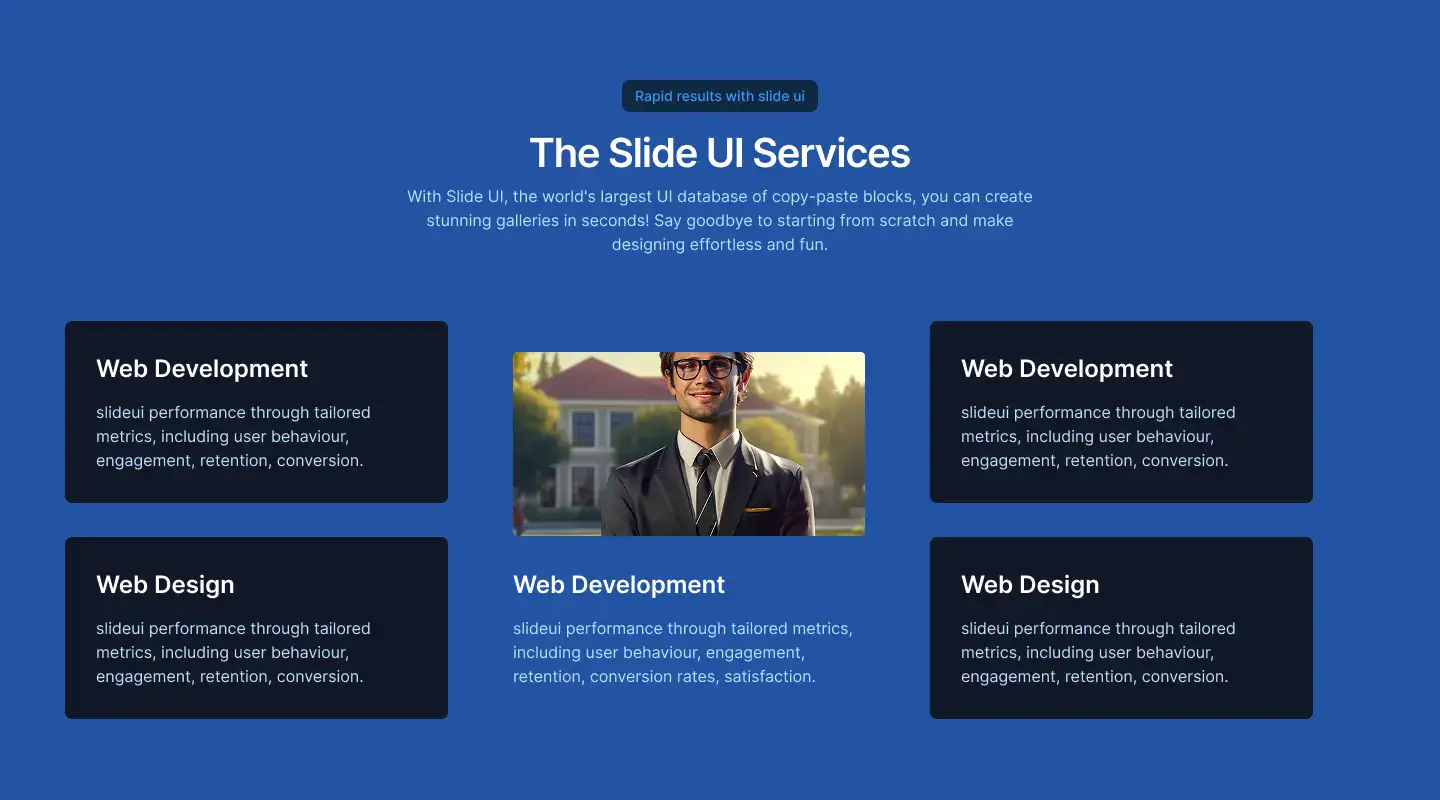 Rapid results with slide ui
The Slide UI Services
With Slide UI, the world's largest UI database of copy-paste blocks, you can create
stunning galleries in seconds! Say goodbye to starting from scratch and make
designing effortless and fun.
Web Development
slideui performance through tailored
metrics, including user behaviour,
engagement, retention, conversion.
Web Design
slideui performance through tailored
metrics, including user behaviour,
engagement, retention, conversion.
Web Development
slideui performance through tailored metrics,
including user behaviour, engagement,
retention, conversion rates, satisfaction.
Web Development
slideui performance through tailored
metrics, including user behaviour,
engagement, retention, conversion.
Web Design
slideui performance through tailored
metrics, including user behaviour,
engagement, retention, conversion.